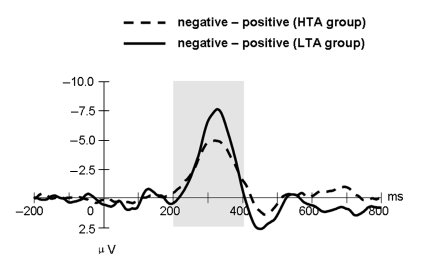 negative – positive (HTA group)
negative – positive (LTA group)
–10.0
–7.5
–5.0
–2.5
ms
–200 0 200 400 600 800
2.5
μ V